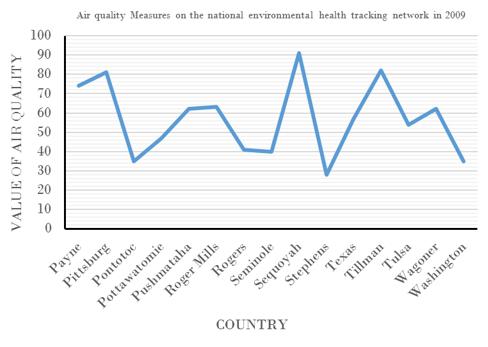 Air quality Measures on the national environmental health tracking network in 2009
100
90
80
70
60
50
40
30
20
10
0
VALUE OF AIR QUALITY
Payne
Pittsburg
Pontotoc
Pottawatomie
Pushmataha
Roger Mills
Rogers
Seminole
Sequoyah
Stephens
Texas
Tillman
Tulsa
Wagoner
Washington
COUNTRY